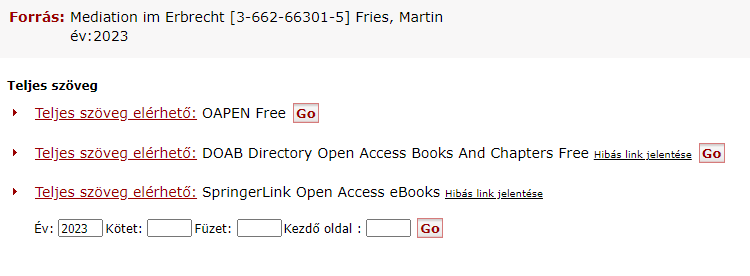 Forrás: Mediation im Erbrecht [3-662-66301-5] Fries, Martin
év:2023
Teljes szöveg
Teljes szöveg elérhető: OAPEN Free Go
Teljes szöveg elérhető: DOAB Directory Open Access Books And Chapters Free Hibás link jelentése Go
Teljes szöveg elérhető: SpringerLink Open Access eBooks Hibás link jelentése
Év: 2023 Kötet: Füzet: Kezdő oldal : Go